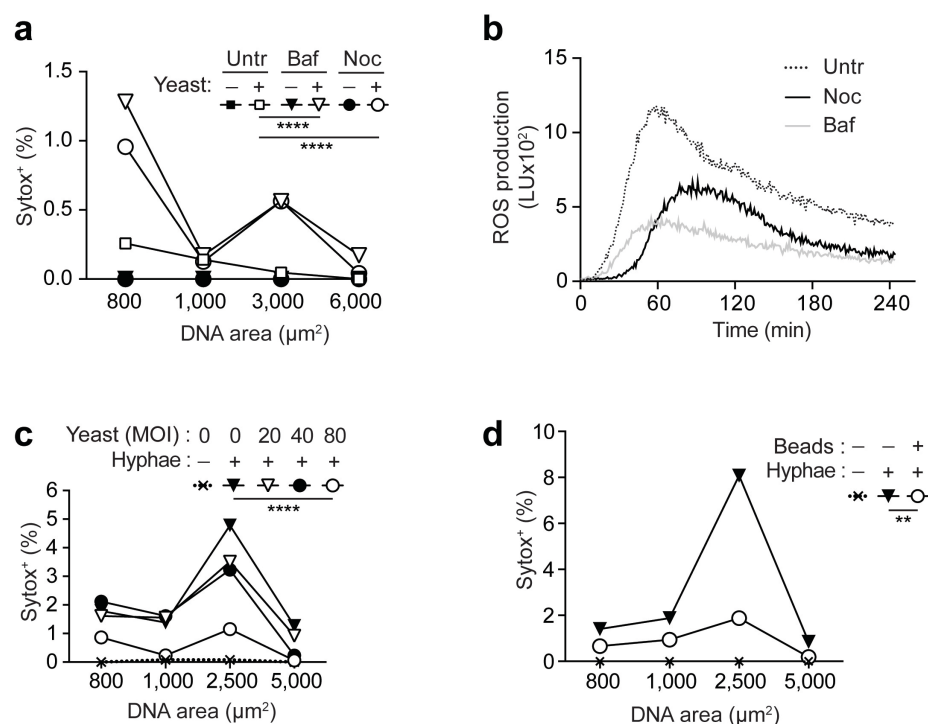 a
Untr Baf Noc
Yeast: – + – + – +
****
****
1.5
1.0
0.5
0.0
Sytox⁺ (%)
800 1,000 3,000 6,000
DNA area (µm²)
b
Untr
Noc
Baf
15
10
5
0
ROS production
(LUx10²)
0 60 120 180 240
Time (min)
c
Yeast (MOI) : 0 0 20 40 80
Hyphae : – + + + +
****
6
5
4
3
2
1
0
Sytox⁺ (%)
800 1,000 2,500 5,000
DNA area (µm²)
d
Beads : – – +
Hyphae : – + +
**
10
8
6
4
2
0
Sytox⁺ (%)
800 1,000 2,500 5,000
DNA area (µm²)